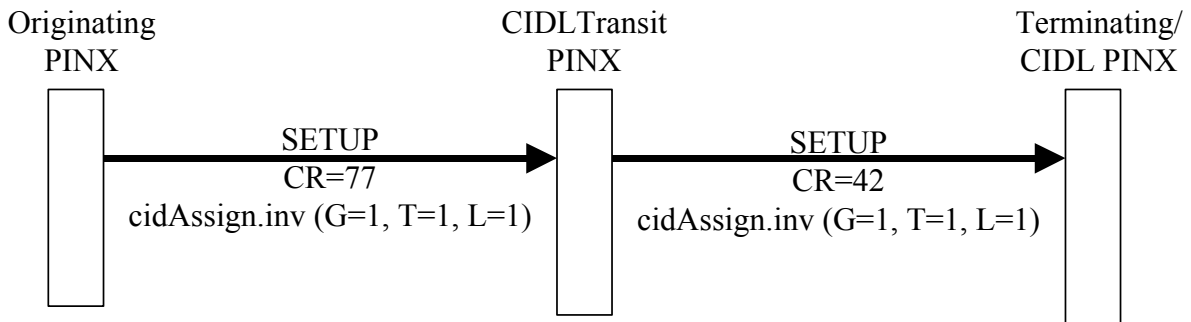 Originating
PINX
CIDLTransit
PINX
Terminating/
CIDL PINX
SETUP
CR=77
cidAssign.inv (G=1, T=1, L=1)
SETUP
CR=42
cidAssign.inv (G=1, T=1, L=1)